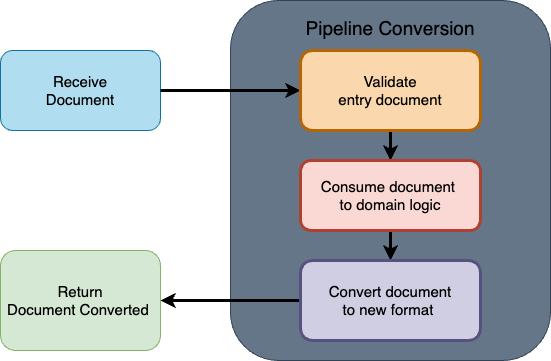 Pipeline Conversion
Receive
Document
Validate
entry document
Consume document
to domain logic
Convert document
to new format
Return
Document Converted